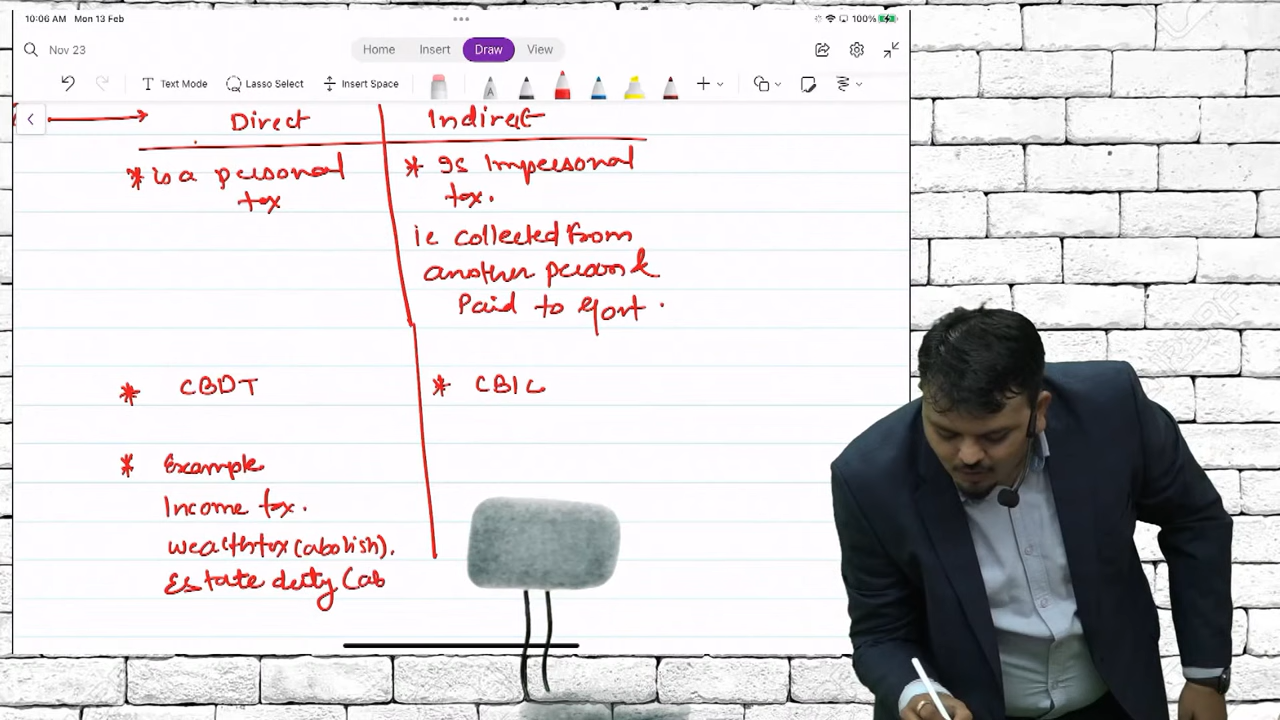 10:06 AM Mon 13 Feb
100%
Nov 23
Home Insert Draw View
Text Mode Lasso Select Insert Space
Direct Indirect
* is a personal
tax
* Is Impersonal
tax.
ie collected from
another person &
Paid to Govt.
* CBDT
* CBIC
* Example
Income tax.
wealthtax (abolish).
Estate duty (ab